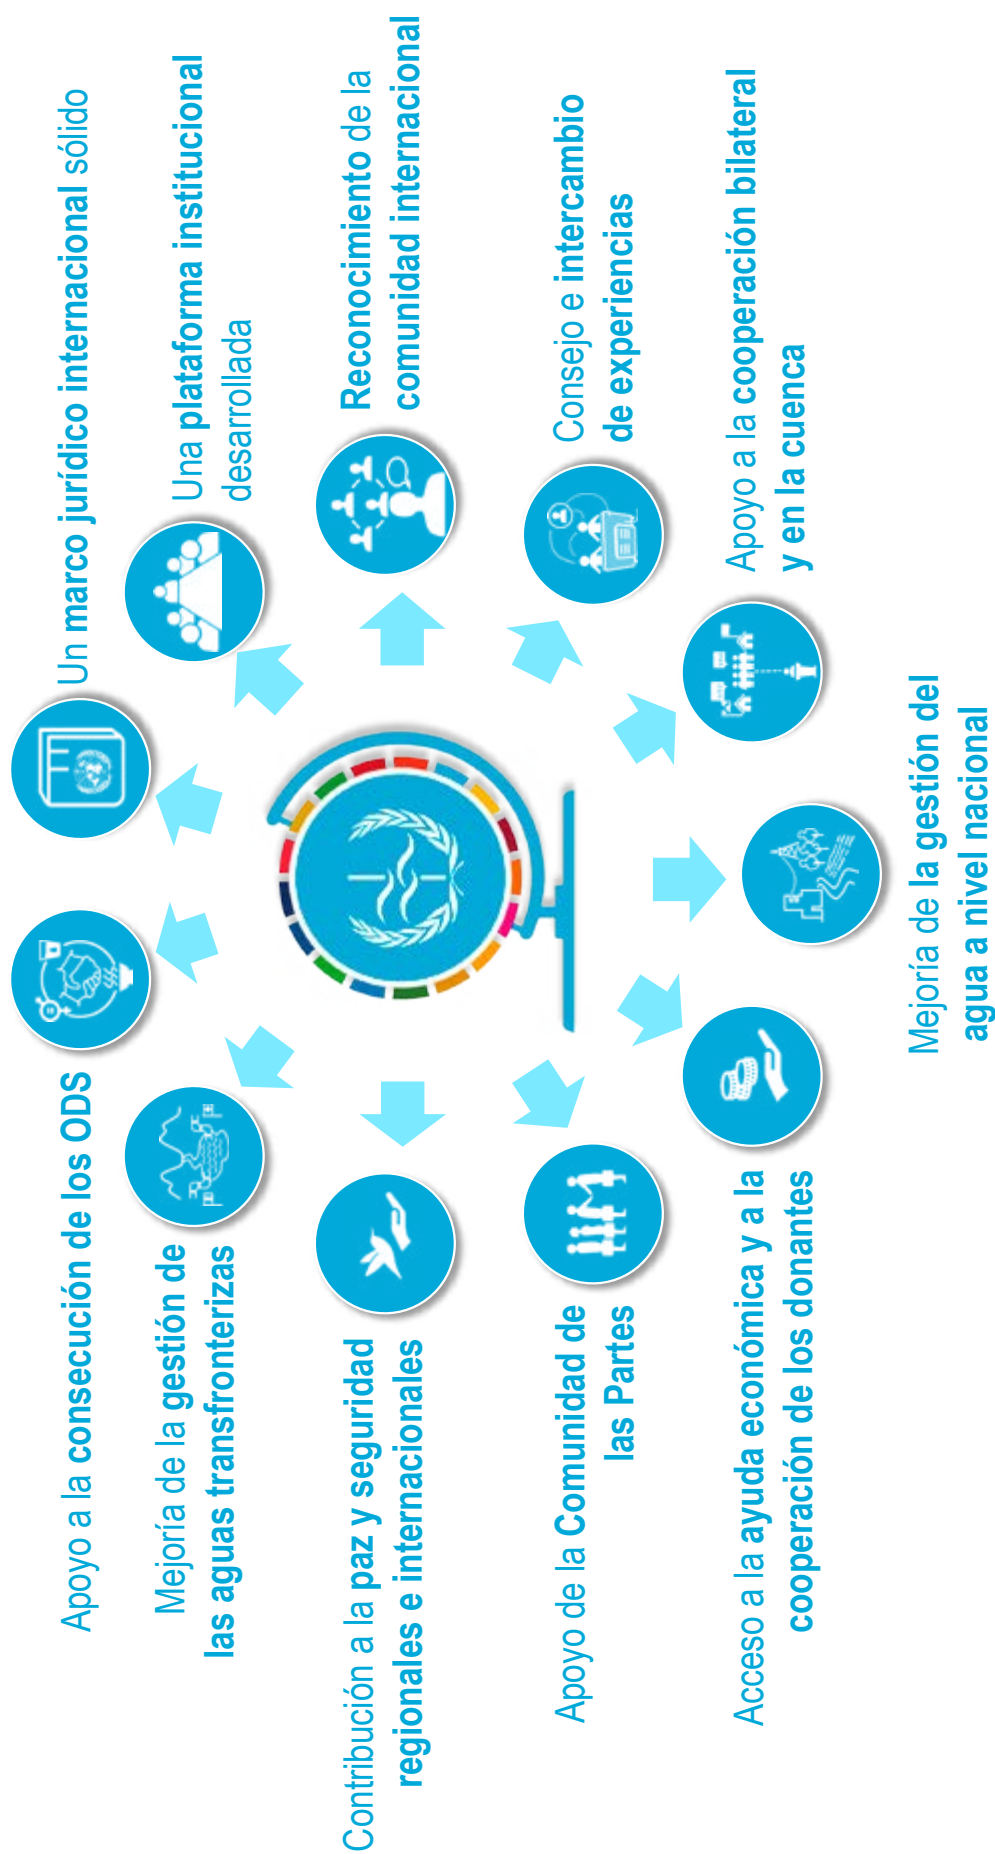 Apoyo a la consecución de los ODS
Mejoría de la gestión de
las aguas transfronterizas
Contribución a la paz y seguridad
regionales e internacionales
Apoyo de la Comunidad de
las Partes
Acceso a la ayuda económica y a la
cooperación de los donantes
Mejoría de la gestión del
agua a nivel nacional
Un marco jurídico internacional sólido
Una plataforma institucional
desarrollada
Reconocimiento de la
comunidad internacional
Consejo e intercambio
de experiencias
Apoyo a la cooperación bilateral
y en la cuenca